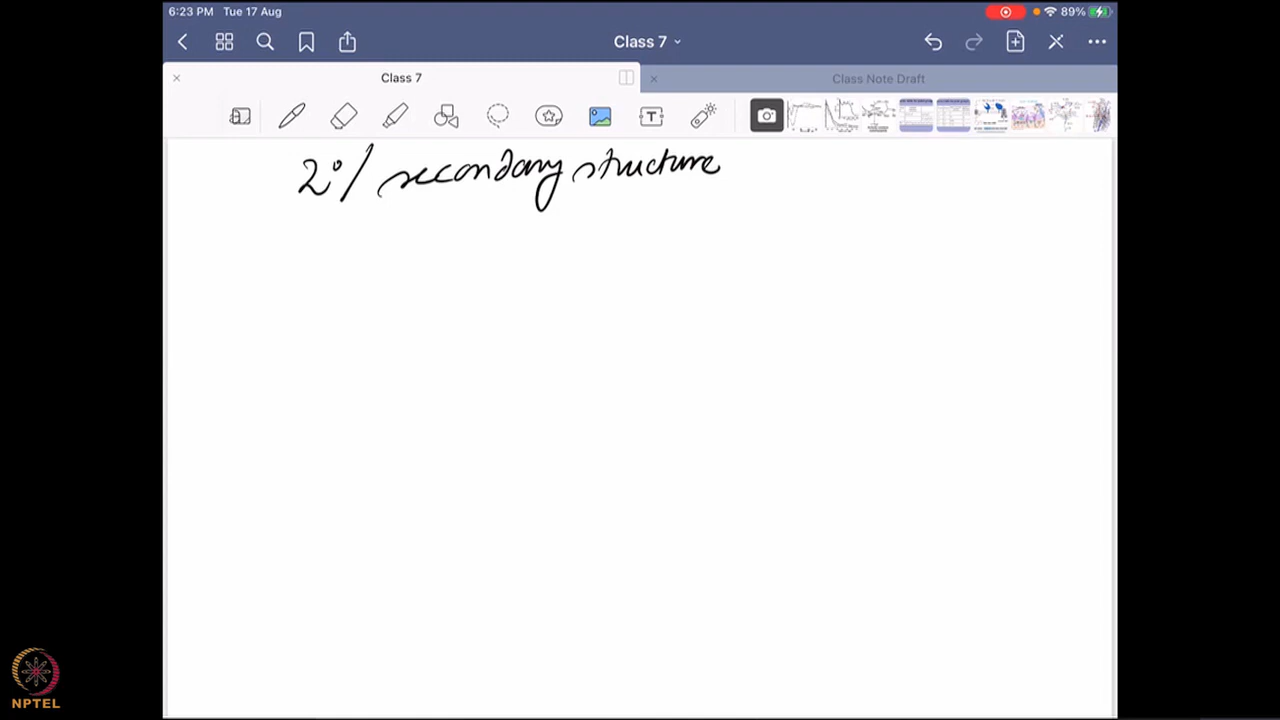 6:23 PM Tue 17 Aug 89%
Class 7
Class 7 Class Note Draft
T
2°/ secondary structure
NPTEL